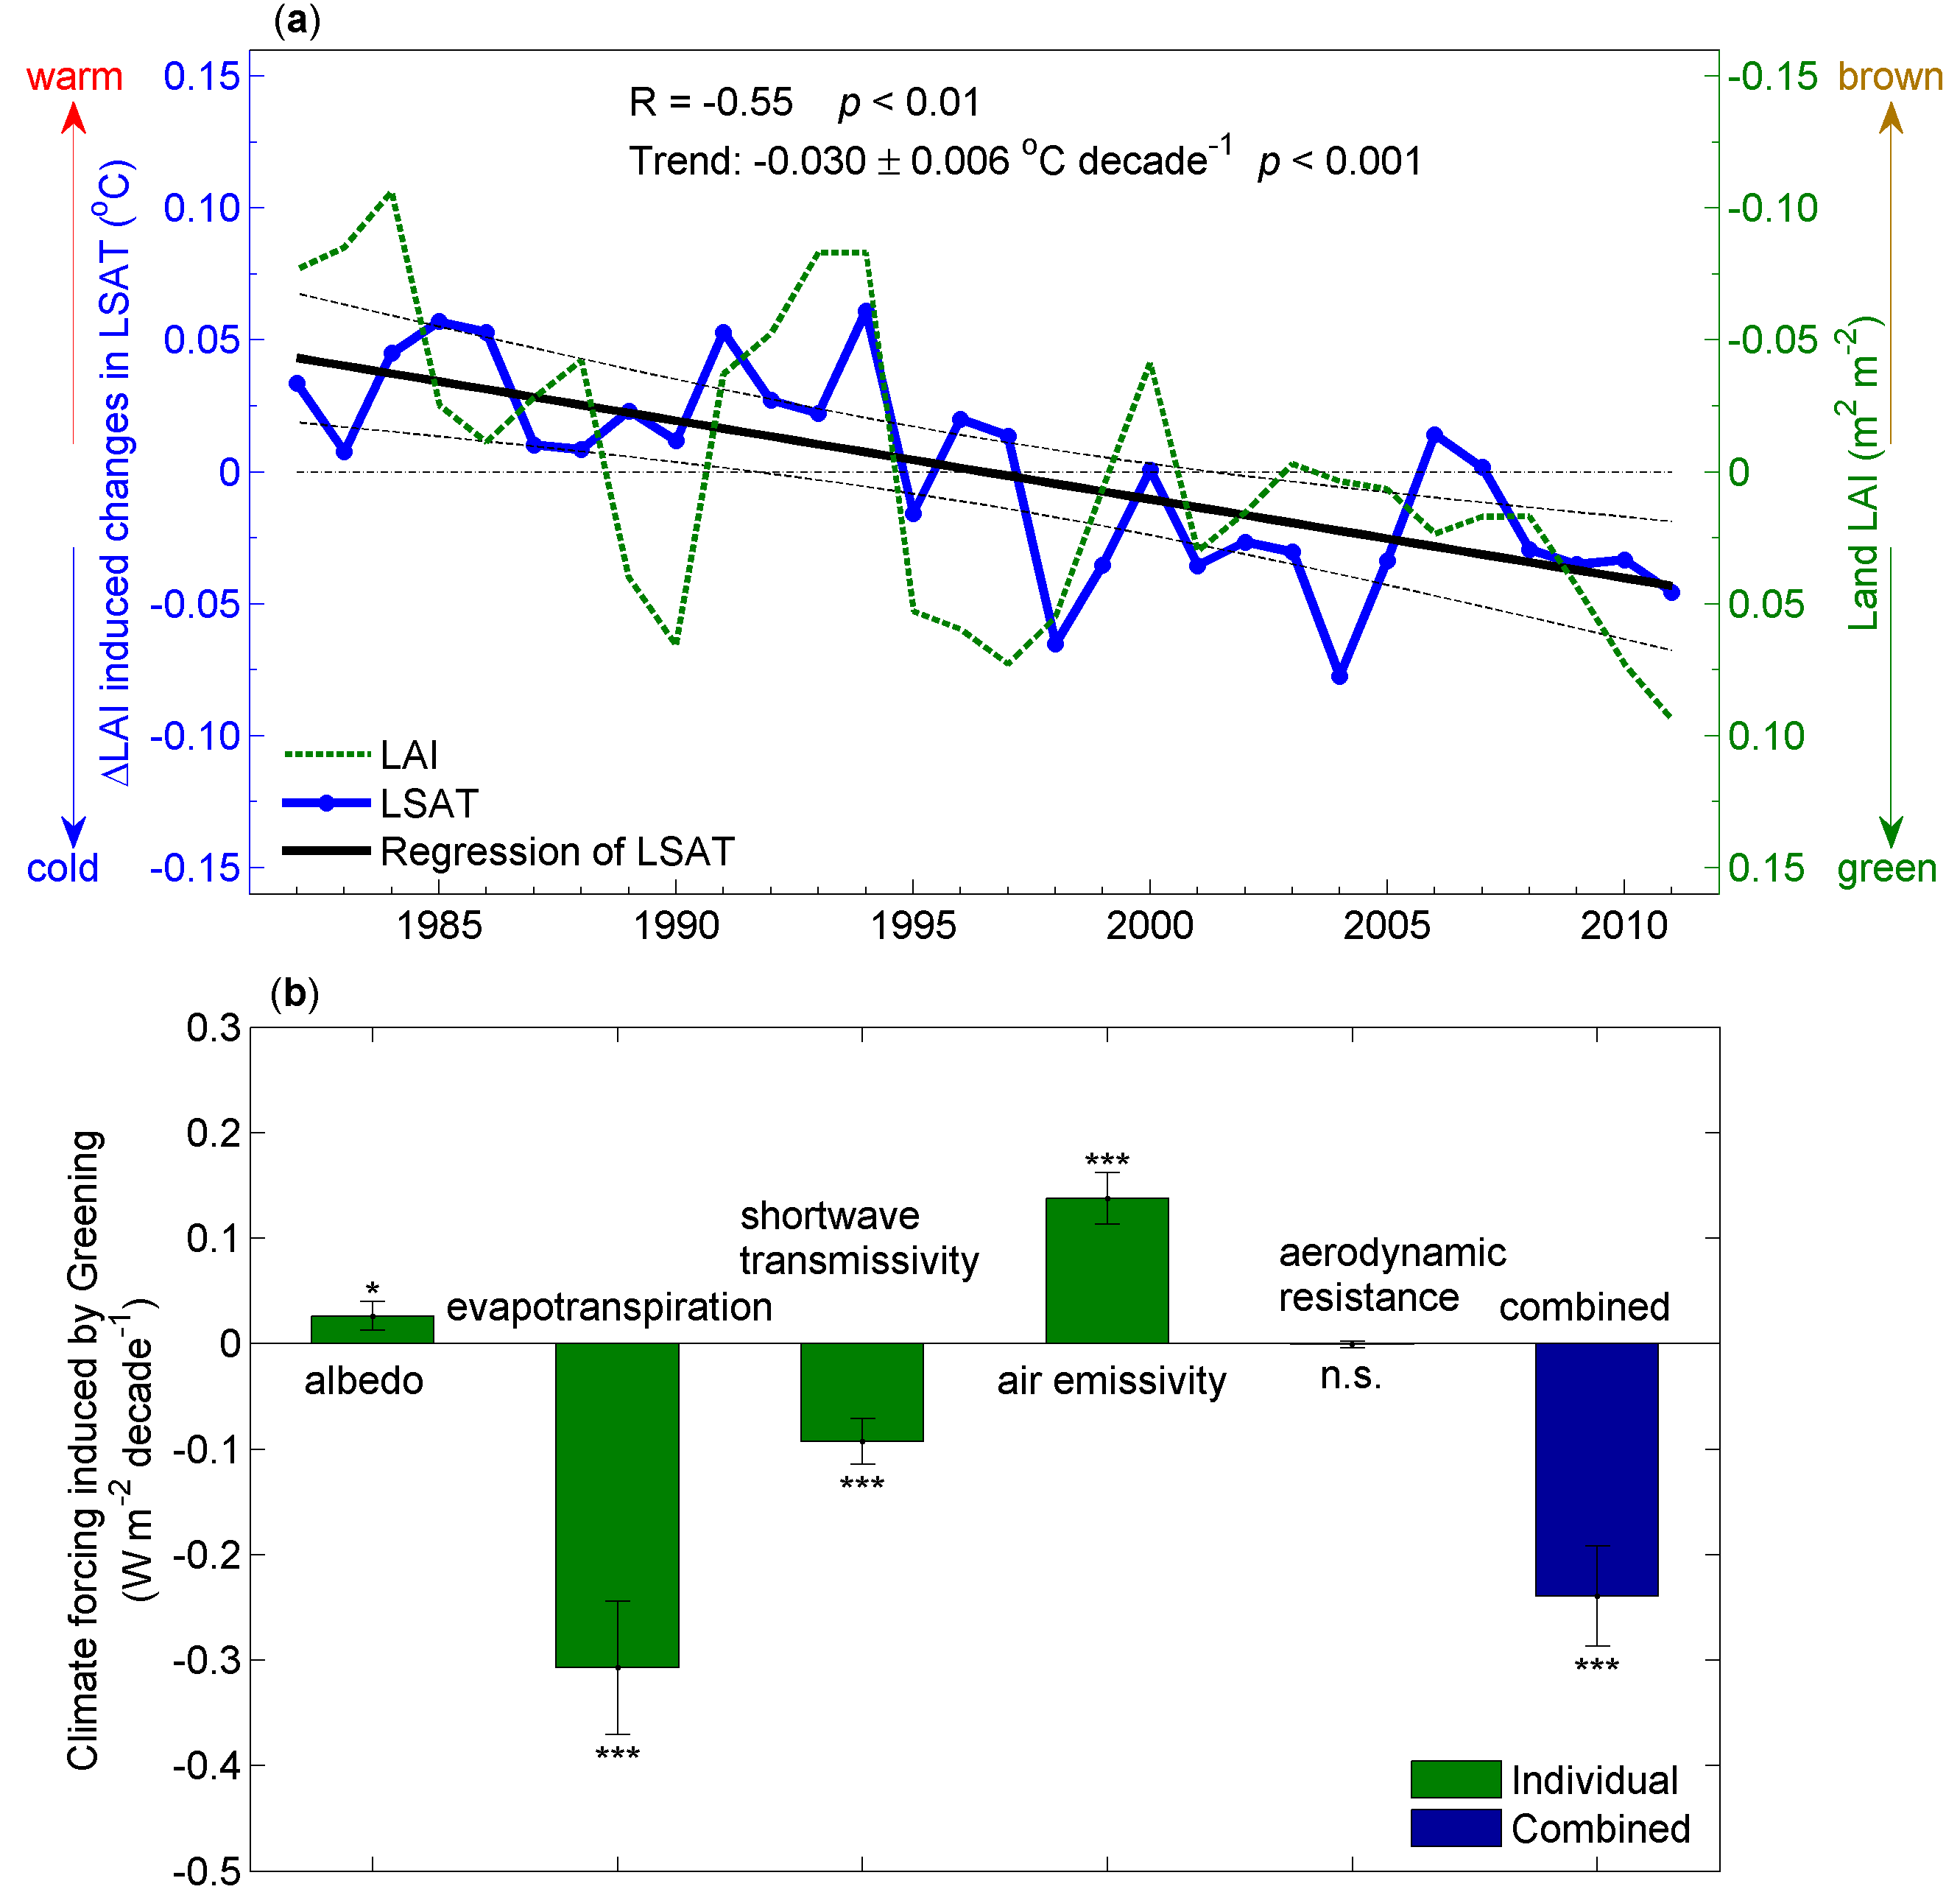 (a)
warm
brown
R = -0.55 p < 0.01
Trend: -0.030 ± 0.006 °C decade⁻¹ p < 0.001
0.15
0.10
0.05
0
-0.05
-0.10
-0.15
ΔLAI induced changes in LSAT (°C)
-0.15
-0.10
-0.05
0
0.05
0.10
0.15
Land LAI (m² m⁻²)
LAI
LSAT
Regression of LSAT
cold
green
1985 1990 1995 2000 2005 2010
(b)
0.3
0.2
0.1
0
-0.1
-0.2
-0.3
-0.4
-0.5
Climate forcing induced by Greening
(W m⁻² decade⁻¹)
*
albedo
evapotranspiration
***
shortwave
transmissivity
***
***
air emissivity
aerodynamic
resistance
n.s.
combined
***
Individual
Combined